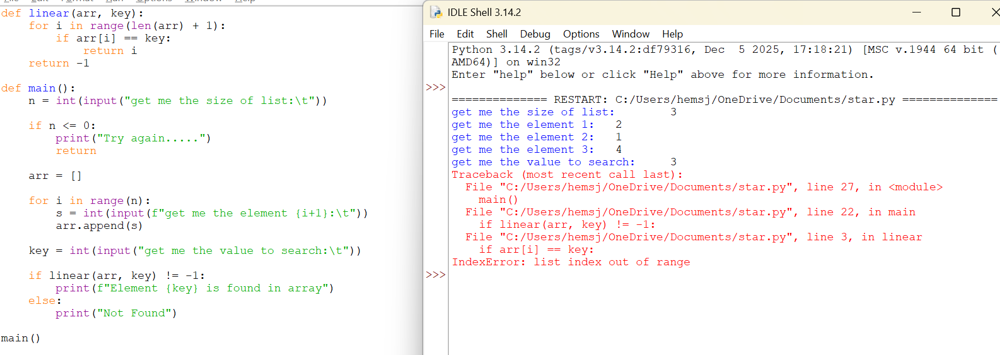 File Edit Format Run Options Window Help
def linear(arr, key):
    for i in range(len(arr) + 1):
        if arr[i] == key:
            return i
    return -1

def main():
    n = int(input("get me the size of list:\t"))

    if n <= 0:
        print("Try again.....")
        return

    arr = []

    for i in range(n):
        s = int(input(f"get me the element {i+1}:\t"))
        arr.append(s)

    key = int(input("get me the value to search:\t"))

    if linear(arr, key) != -1:
        print(f"Element {key} is found in array")
    else:
        print("Not Found")

main()
IDLE Shell 3.14.2
File Edit Shell Debug Options Window Help
Python 3.14.2 (tags/v3.14.2:df79316, Dec  5 2025, 17:18:21) [MSC v.1944 64 bit (
AMD64)] on win32
Enter "help" below or click "Help" above for more information.
>>>
============== RESTART: C:/Users/hemsj/OneDrive/Documents/star.py ==============
get me the size of list:	3
get me the element 1:	2
get me the element 2:	1
get me the element 3:	4
get me the value to search:	3
Traceback (most recent call last):
  File "C:/Users/hemsj/OneDrive/Documents/star.py", line 27, in <module>
    main()
  File "C:/Users/hemsj/OneDrive/Documents/star.py", line 22, in main
    if linear(arr, key) != -1:
  File "C:/Users/hemsj/OneDrive/Documents/star.py", line 3, in linear
    if arr[i] == key:
IndexError: list index out of range
>>>